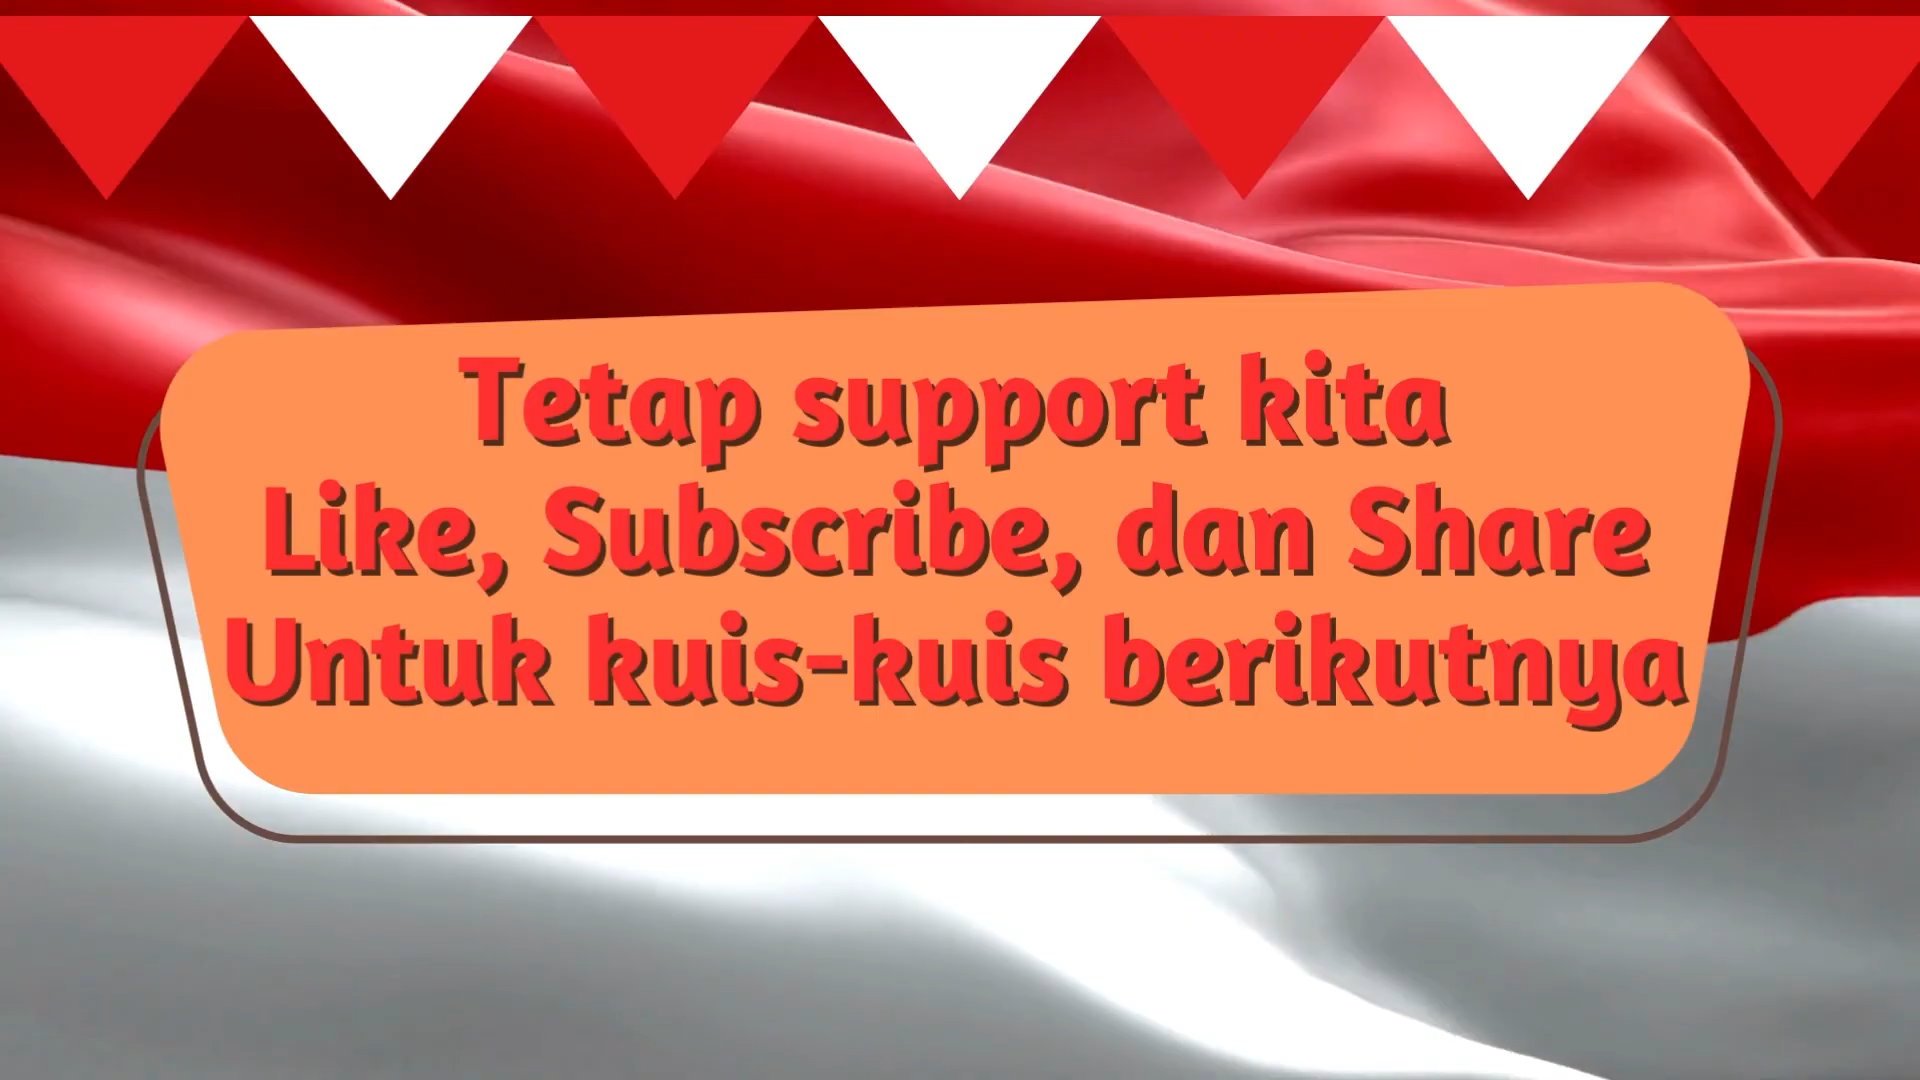 Tetap support kita
Like, Subscribe, dan Share
Untuk kuis-kuis berikutnya